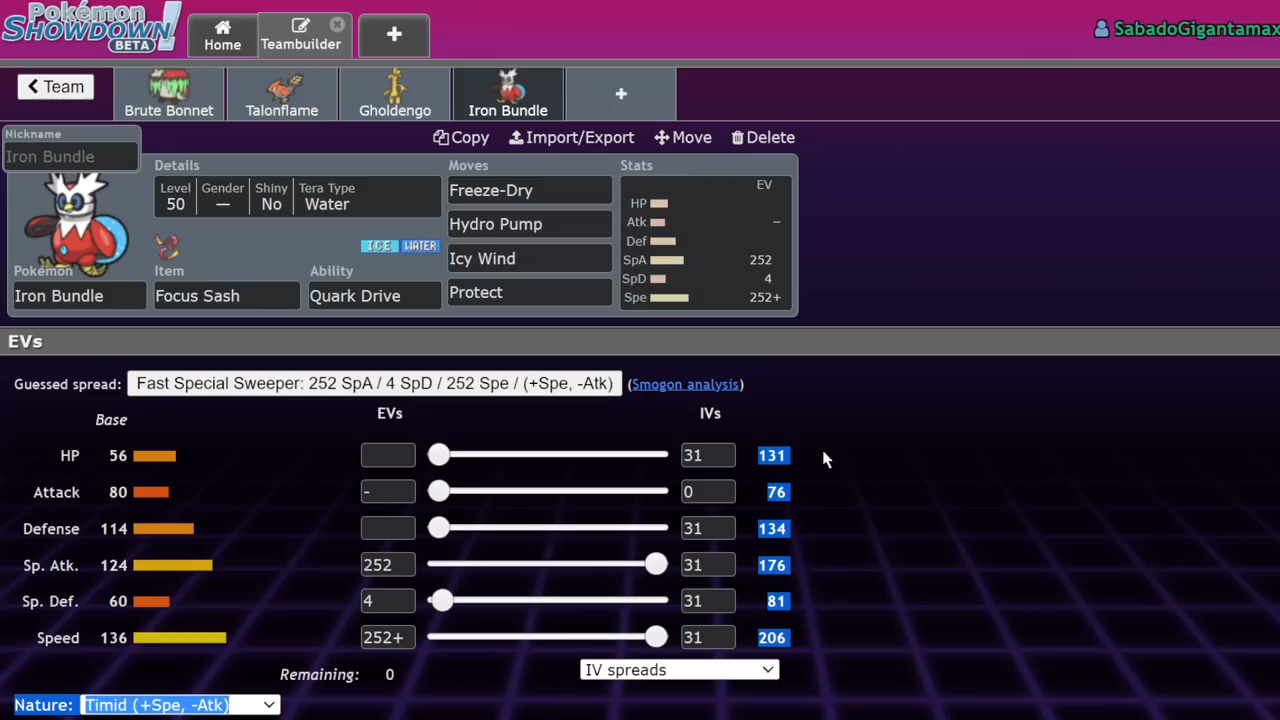 Pokémon
SHOWDOWN!
BETA
Home
Teambuilder
SabadoGigantamax
Team
Brute Bonnet
Talonflame
Gholdengo
Iron Bundle
+
Nickname
Iron Bundle
Copy Import/Export Move Delete
Details
Level Gender Shiny Tera Type
50 — No Water
ICE WATER
Pokémon Item Ability
Iron Bundle Focus Sash Quark Drive
Moves
Freeze-Dry
Hydro Pump
Icy Wind
Protect
Stats
EV
HP
Atk –
Def
SpA 252
SpD 4
Spe 252+
EVs
Guessed spread: Fast Special Sweeper: 252 SpA / 4 SpD / 252 Spe / (+Spe, -Atk) (Smogon analysis)
Base EVs IVs
HP 56 31 131
Attack 80 - 0 76
Defense 114 31 134
Sp. Atk. 124 252 31 176
Sp. Def. 60 4 31 81
Speed 136 252+ 31 206
Remaining: 0 IV spreads
Nature: Timid (+Spe, -Atk)